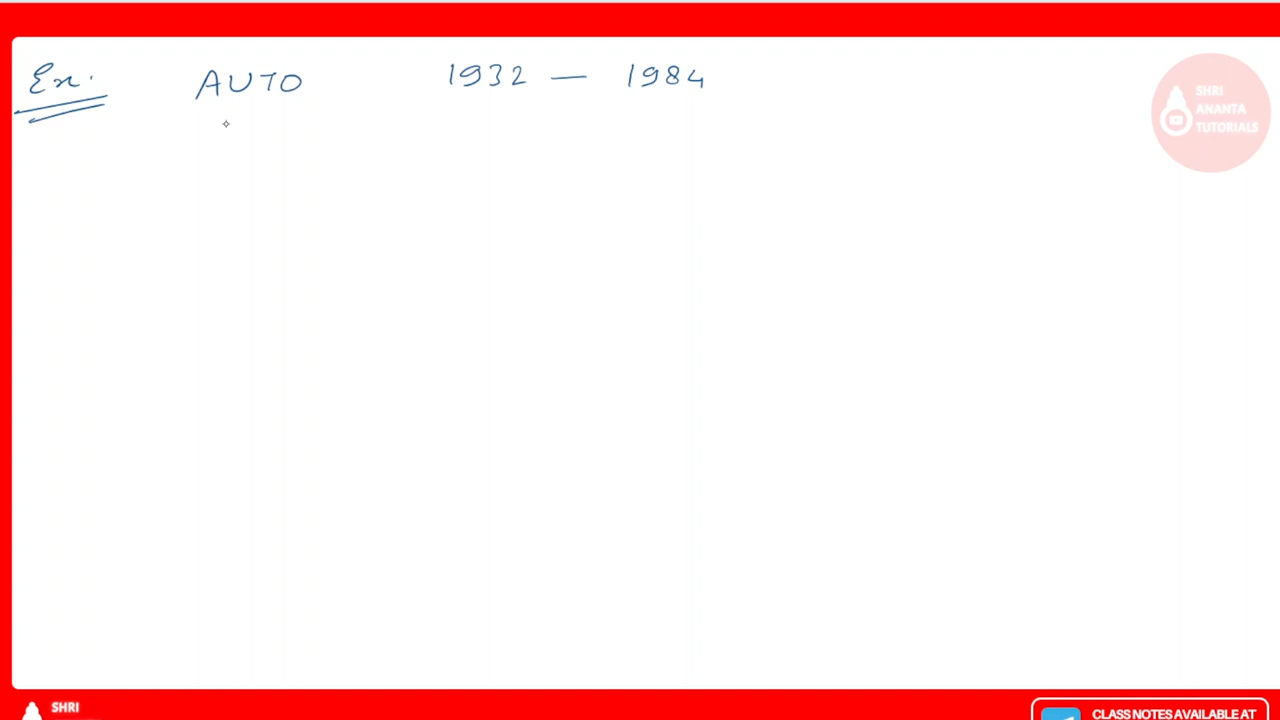 Ex. AUTO 1932 — 1984
SHRI
ANANTA
TUTORIALS
SHRI
CLASS NOTES AVAILABLE AT